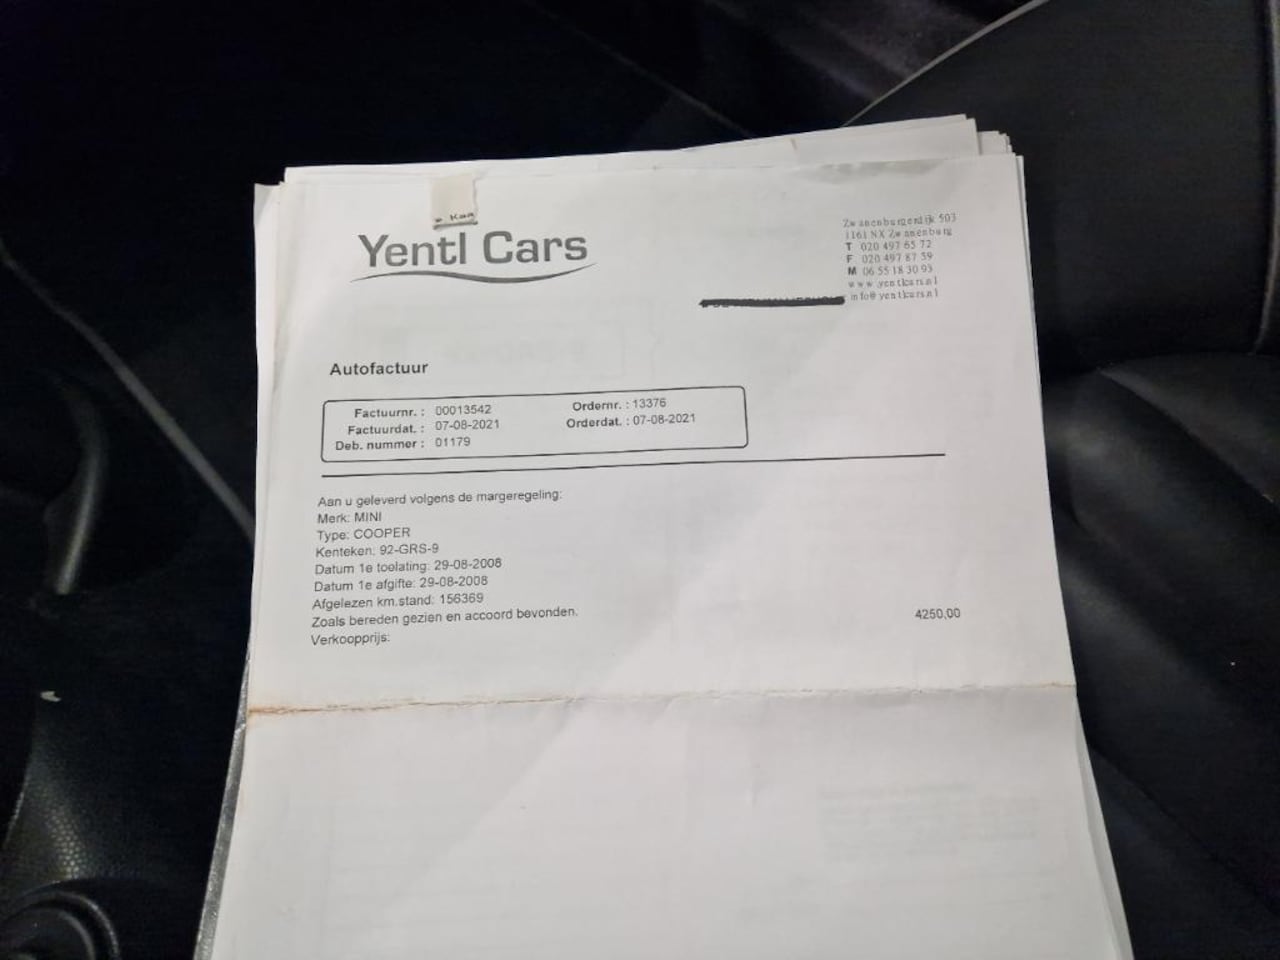 Kaa
Yentl Cars
Zwanenburgerdijk 503
1161 NX Zwanenburg
T 020 497 65 72
F 020 497 87 59
M 06 55 18 30 93
www.yentlcars.nl
info@yentlcars.nl
Autofactuur
Factuurnr. : 00013542 Ordernr. : 13376
Factuurdat. : 07-08-2021 Orderdat. : 07-08-2021
Deb. nummer : 01179
Aan u geleverd volgens de margeregeling:
Merk: MINI
Type: COOPER
Kenteken: 92-GRS-9
Datum 1e toelating: 29-08-2008
Datum 1e afgifte: 29-08-2008
Afgelezen km.stand: 156369
Zoals bereden gezien en accoord bevonden.
Verkoopprijs: 4250,00